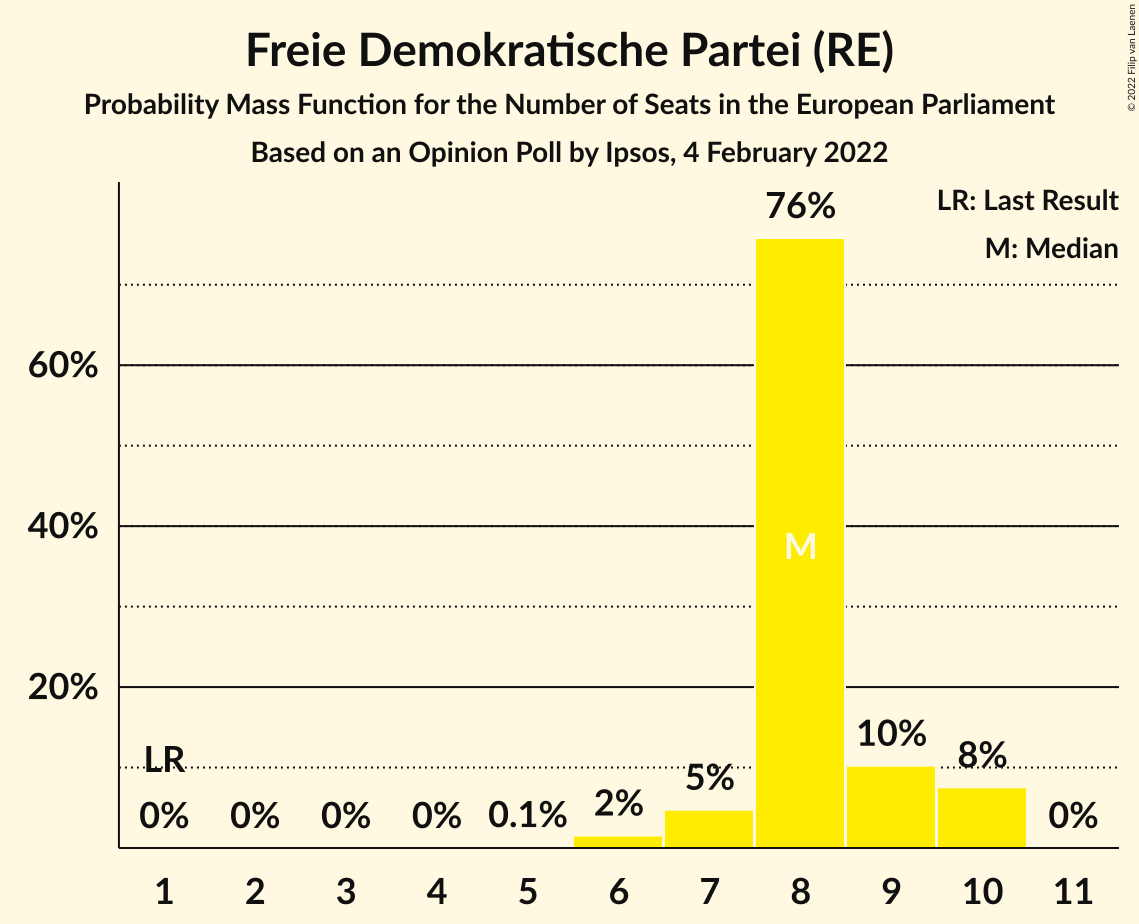 Freie Demokratische Partei (RE)
Probability Mass Function for the Number of Seats in the European Parliament
Based on an Opinion Poll by Ipsos, 4 February 2022
© 2022 Filip van Laenen
LR: Last Result
M: Median
76%
60%
40%
M
20%
LR
0%
0%
0%
0%
0.1%
2%
5%
10%
8%
0%
1 2 3 4 5 6 7 8 9 10 11